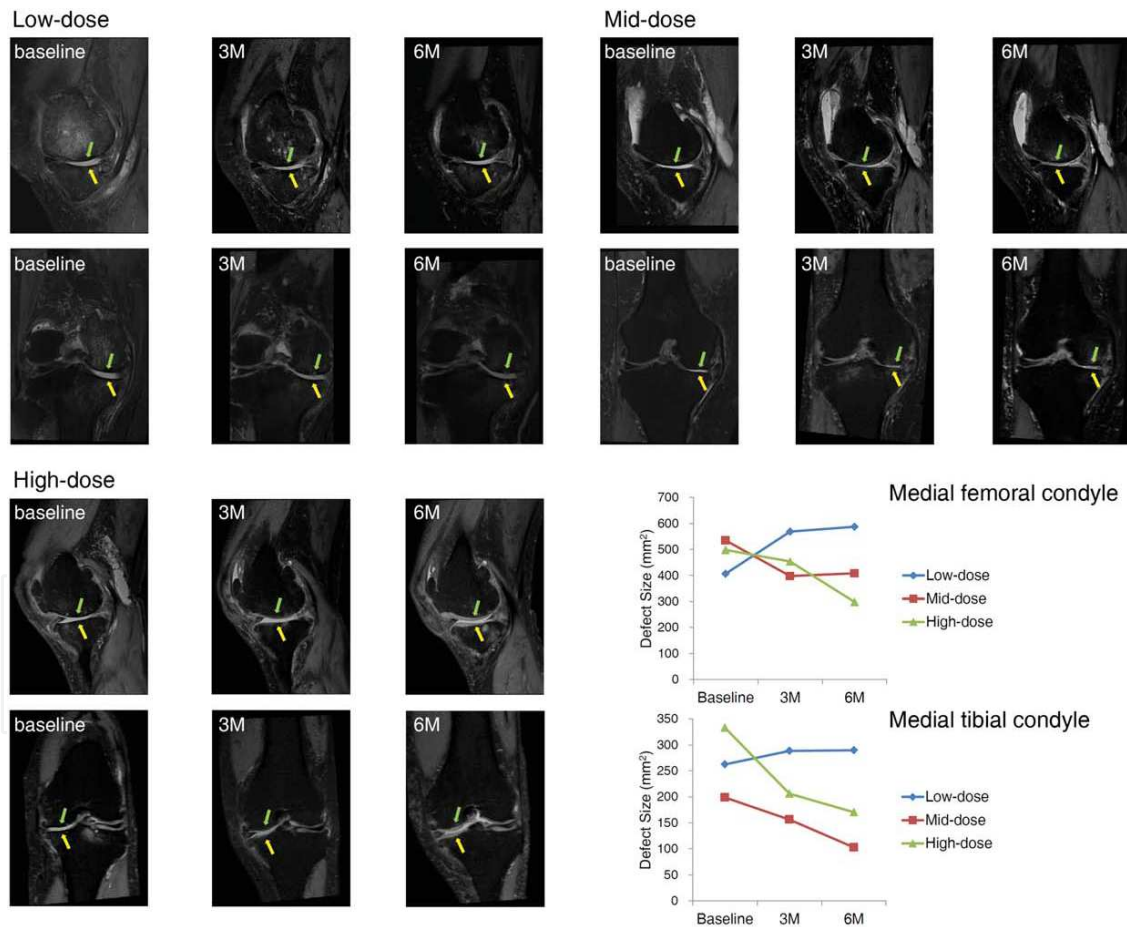 Low-dose
baseline
3M
6M
baseline
3M
6M
Mid-dose
baseline
3M
6M
baseline
3M
6M
High-dose
baseline
3M
6M
baseline
3M
6M
Medial femoral condyle
Defect Size (mm²)
700
600
500
400
300
200
100
0
Baseline 3M 6M
Low-dose
Mid-dose
High-dose
Medial tibial condyle
Defect Size (mm²)
350
300
250
200
150
100
50
0
Baseline 3M 6M
Low-dose
Mid-dose
High-dose